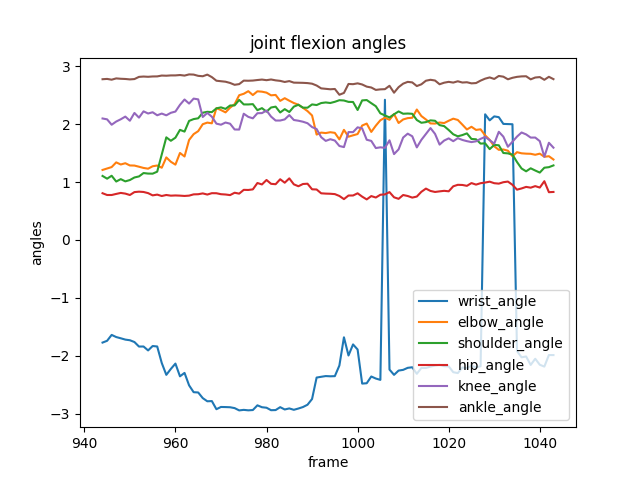 joint flexion angles
angles
3
2
1
0
−1
−2
−3
wrist_angle
elbow_angle
shoulder_angle
hip_angle
knee_angle
ankle_angle
940
960
980
1000
1020
1040
frame